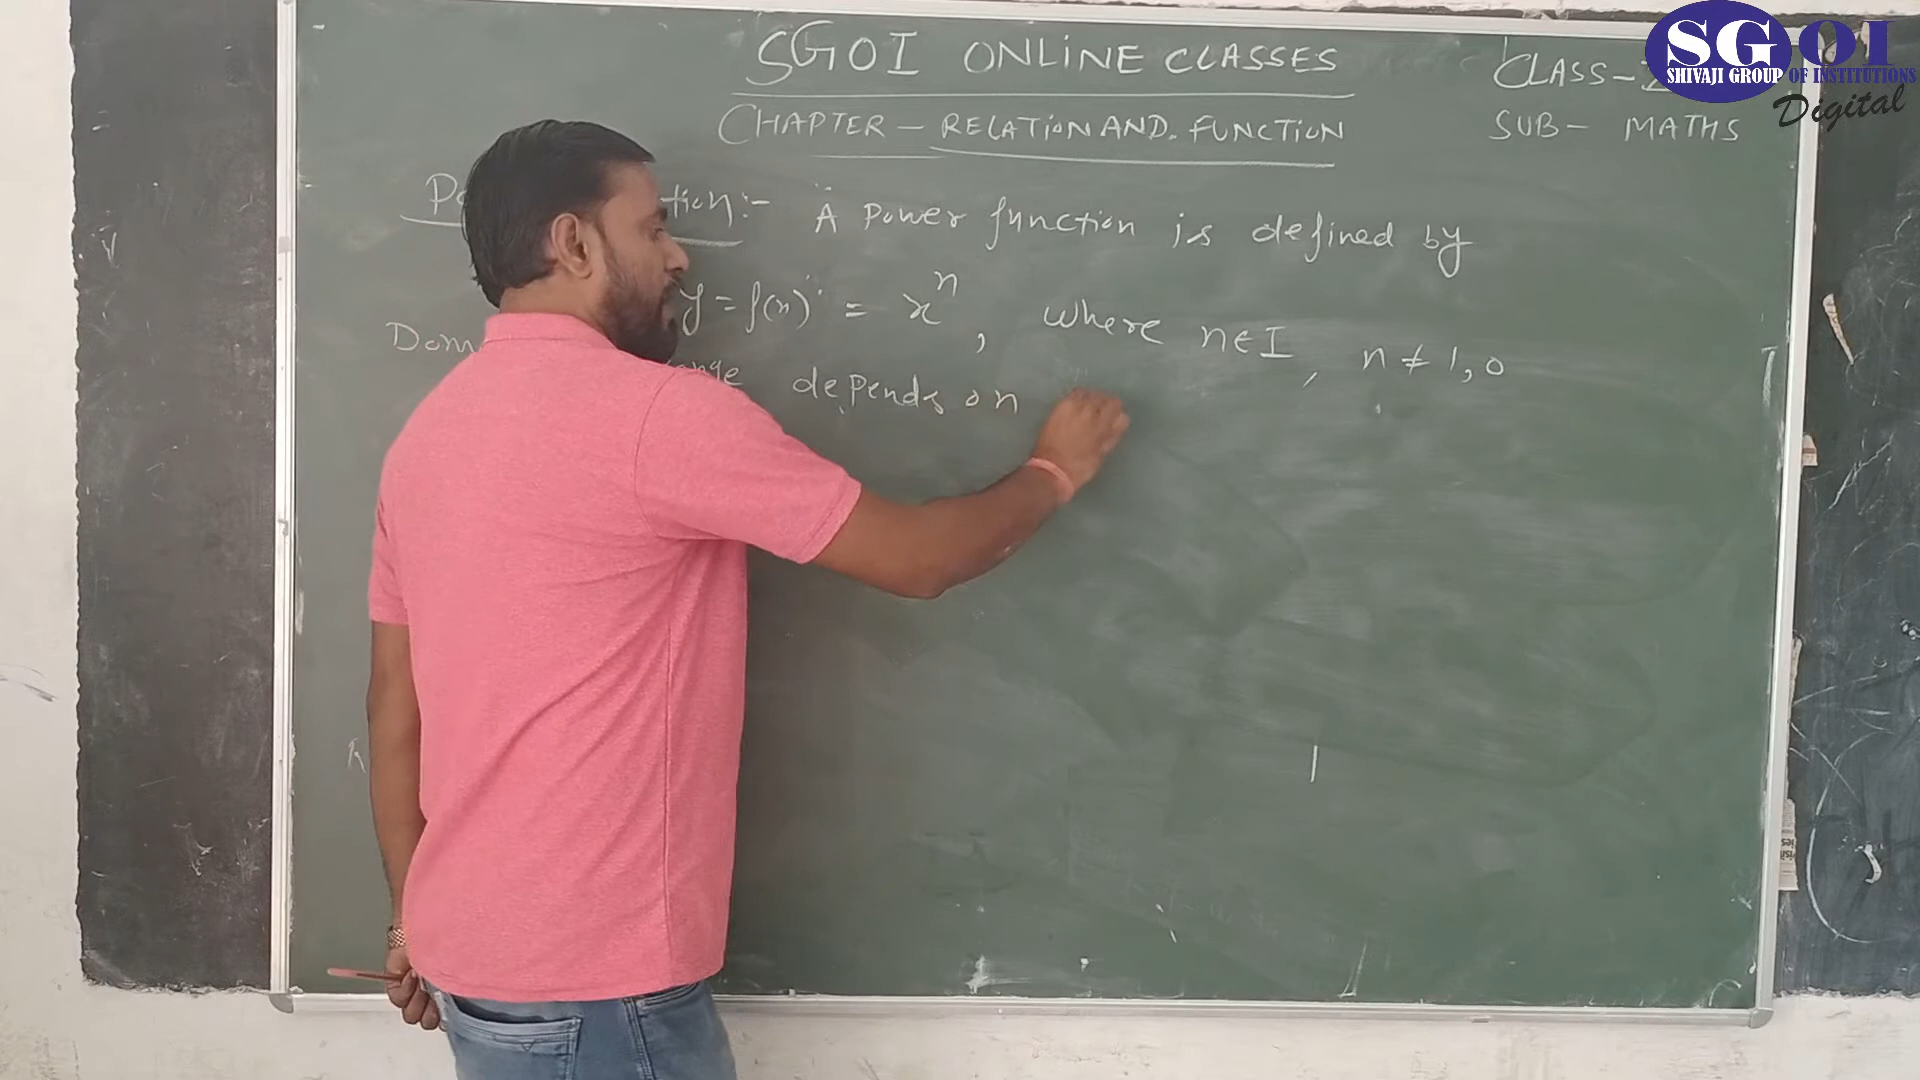 SGOI ONLINE CLASSES
CLASS-
CHAPTER - RELATION AND FUNCTION
SUB- MATHS
A Power function is defined by
y = f(x) = x^n, where n∈I, n ≠ 1, 0
depends on
SGOI
SHIVAJI GROUP OF INSTITUTIONS
Digital